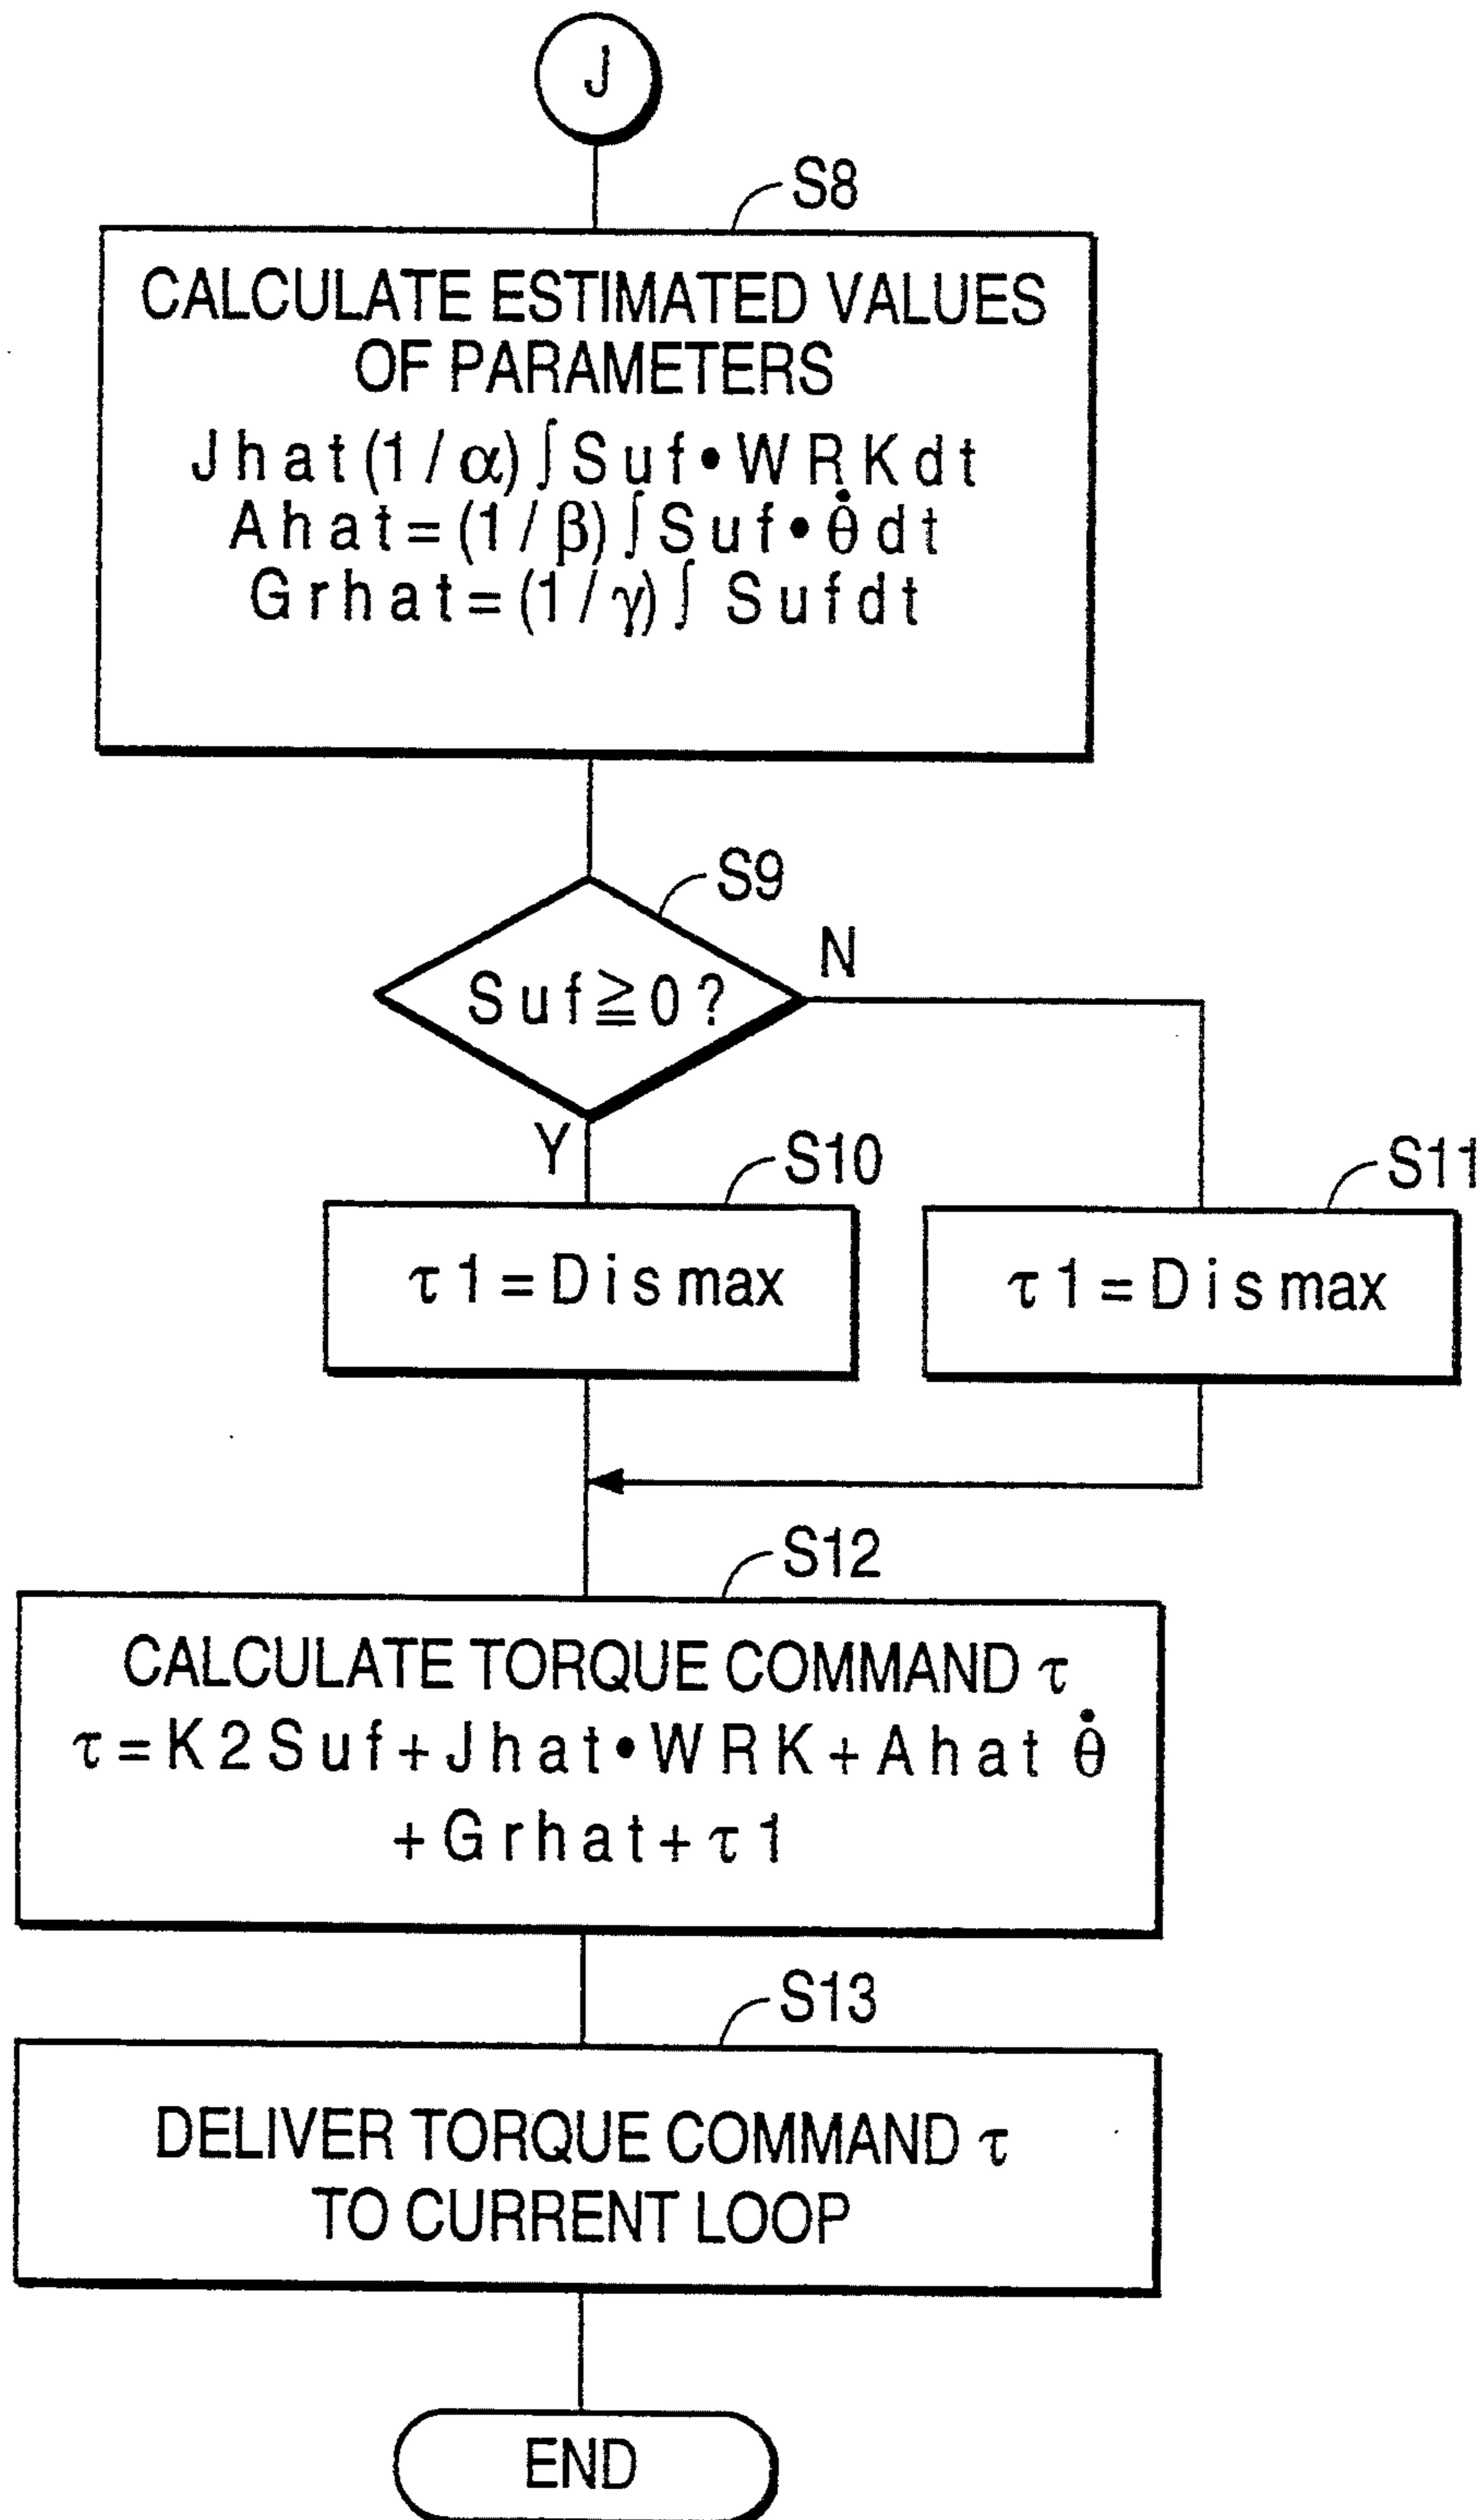 J
S8
CALCULATE ESTIMATED VALUES
OF PARAMETERS
Jhat(1/α)∫Suf•WRKdt
Ahat=(1/β)∫Suf•θ̇dt
Grhat=(1/γ)∫ Sufdt
S9
Suf≧0?
N
Y
S10
S11
τ1=Dismax
τ1=Dismax
S12
CALCULATE TORQUE COMMAND τ
τ=K2Suf+Jhat•WRK+Ahat θ̇
+Grhat+τ1
S13
DELIVER TORQUE COMMAND τ
TO CURRENT LOOP
END